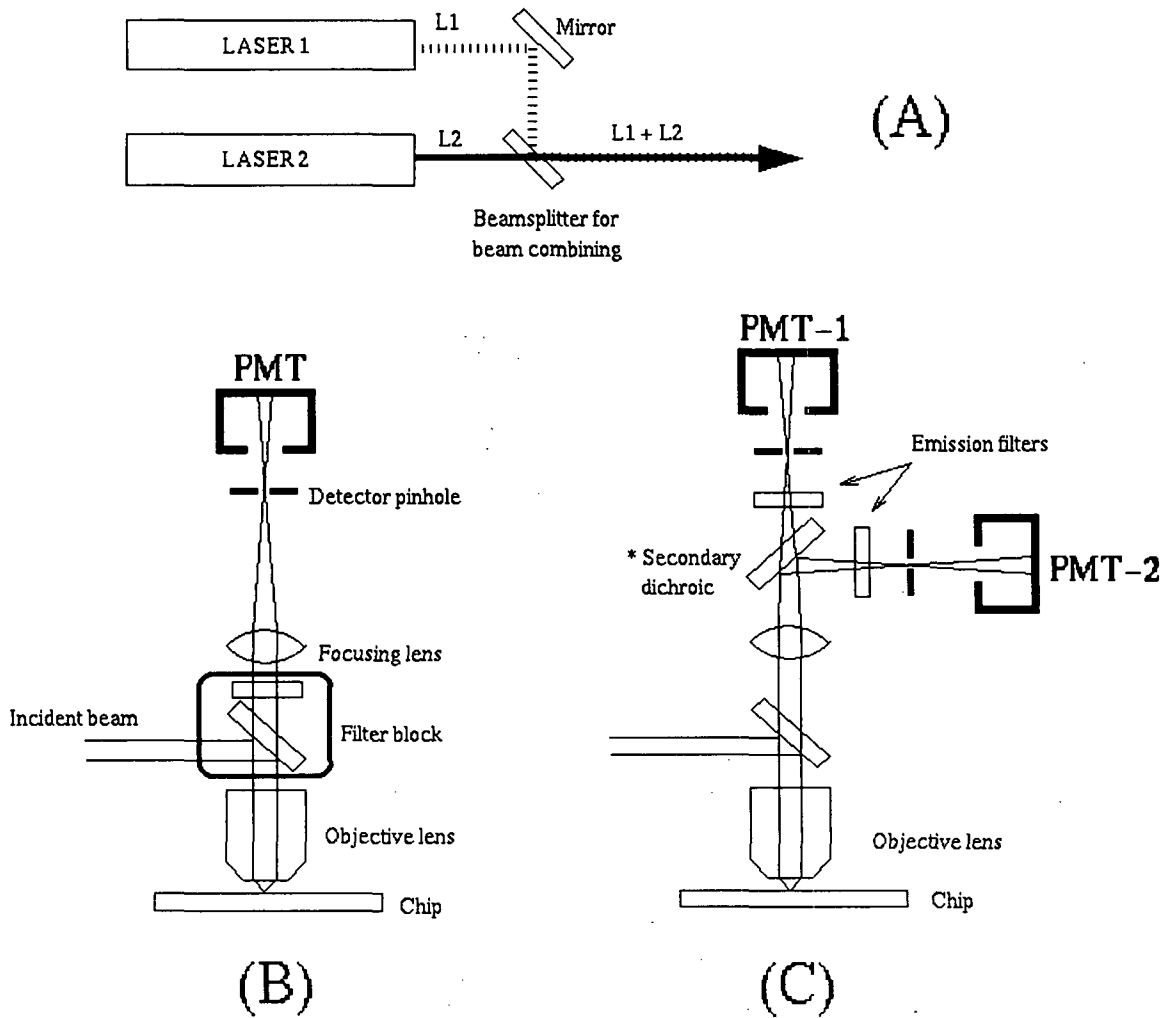 L1
Mirror
LASER 1
(A)
L2
L1 + L2
LASER 2
Beamsplitter for
beam combining
PMT
Detector pinhole
Focusing lens
Incident beam
Filter block
Objective lens
Chip
(B)
PMT-1
Emission filters
* Secondary
dichroic
PMT-2
Objective lens
Chip
(C)